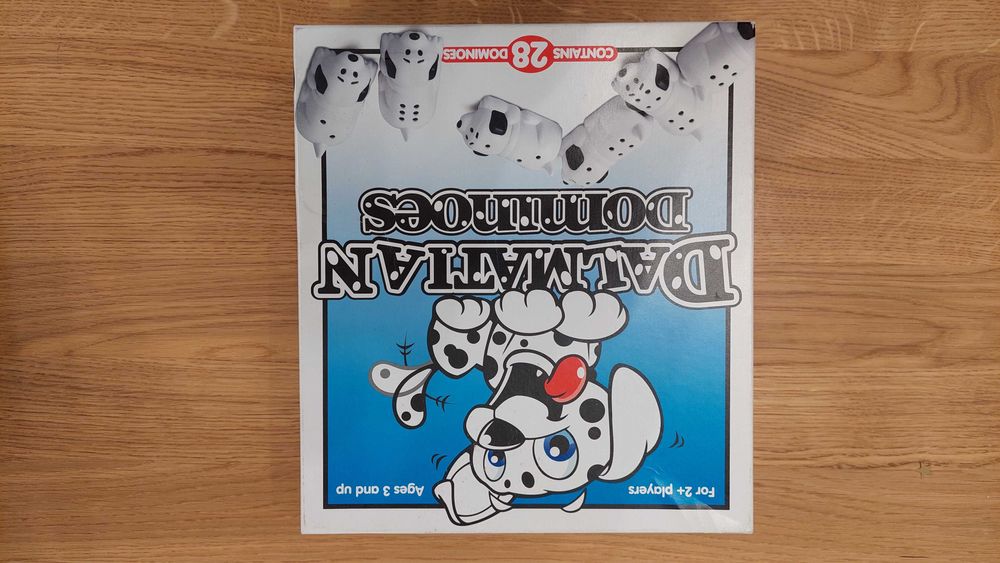 For 2+ players
Ages 3 and up
DALMATIAN
DOMINOES
CONTAINS 28 DOMINOES